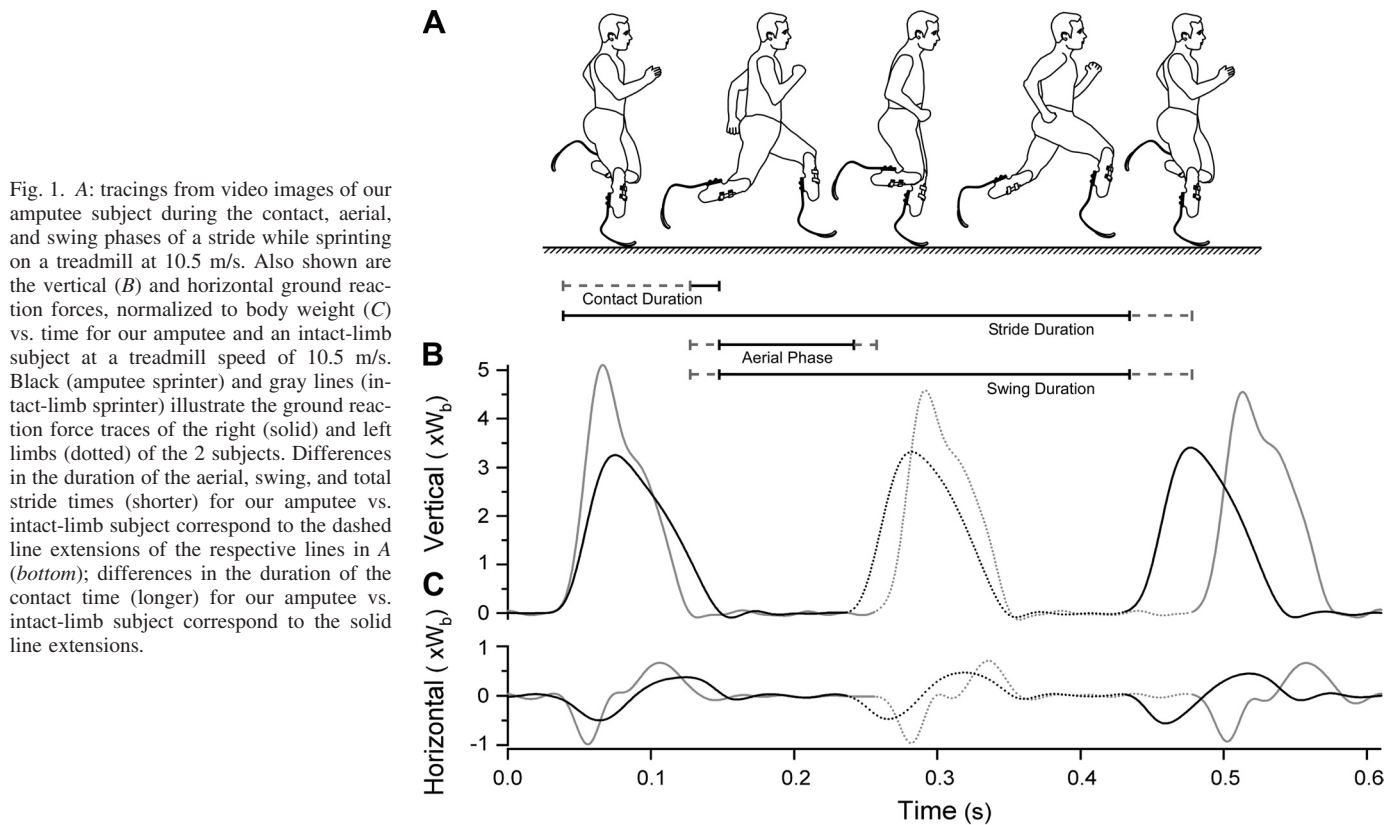 Fig. 1. A: tracings from video images of our
amputee subject during the contact, aerial,
and swing phases of a stride while sprinting
on a treadmill at 10.5 m/s. Also shown are
the vertical (B) and horizontal ground reac-
tion forces, normalized to body weight (C)
vs. time for our amputee and an intact-limb
subject at a treadmill speed of 10.5 m/s.
Black (amputee sprinter) and gray lines (in-
tact-limb sprinter) illustrate the ground reac-
tion force traces of the right (solid) and left
limbs (dotted) of the 2 subjects. Differences
in the duration of the aerial, swing, and total
stride times (shorter) for our amputee vs.
intact-limb subject correspond to the dashed
line extensions of the respective lines in A
(bottom); differences in the duration of the
contact time (longer) for our amputee vs.
intact-limb subject correspond to the solid
line extensions.
A
Contact Duration
Stride Duration
Aerial Phase
Swing Duration
B
Vertical ( xWb)
5
4
3
2
1
0
C
Horizontal ( xWb)
1
0
-1
0.0 0.1 0.2 0.3 0.4 0.5 0.6
Time (s)